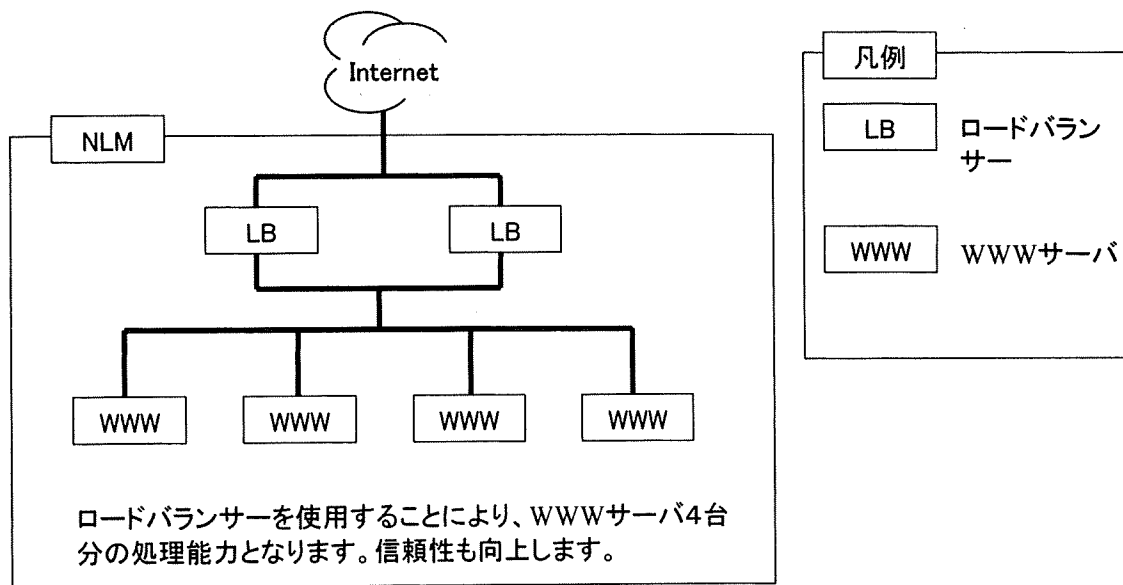 Internet
NLM
LB
LB
WWW
WWW
WWW
WWW
ロードバランサーを使用することにより、WWWサーバ4台
分の処理能力となります。信頼性も向上します。
凡例
LB
ロードバラン
サー
WWW
WWWサーバ